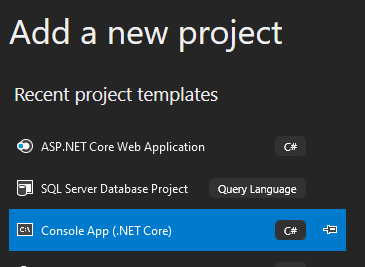 Add a new project
Recent project templates
ASP.NET Core Web Application C#
SQL Server Database Project Query Language
C:\ Console App (.NET Core) C#